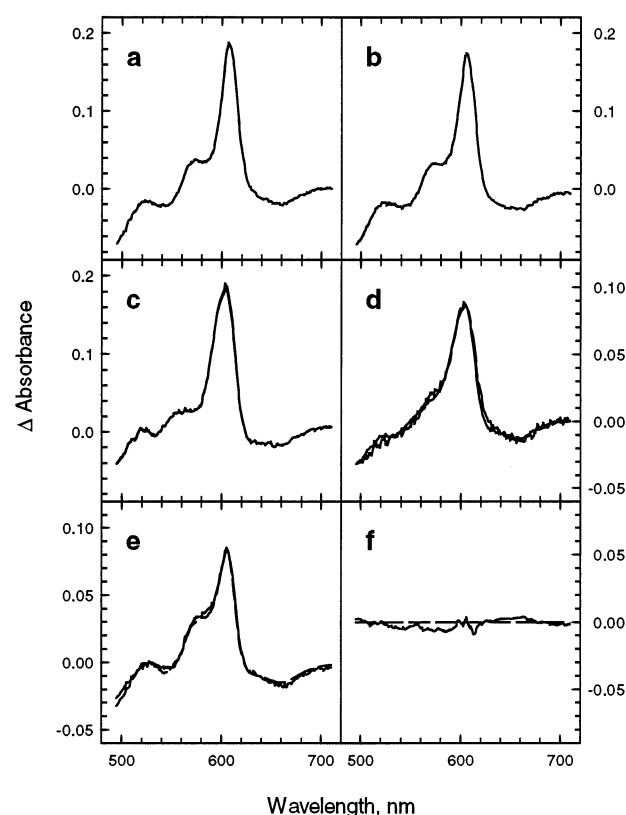 0.2 a b 0.2
0.1 0.1
0.0 0.0
0.2 c d 0.10
0.1 0.05
0.0 0.00
-0.05
Δ Absorbance
0.10 e f
0.05 0.05
0.00 0.00
-0.05 -0.05
500 600 700 500 600 700
Wavelength, nm